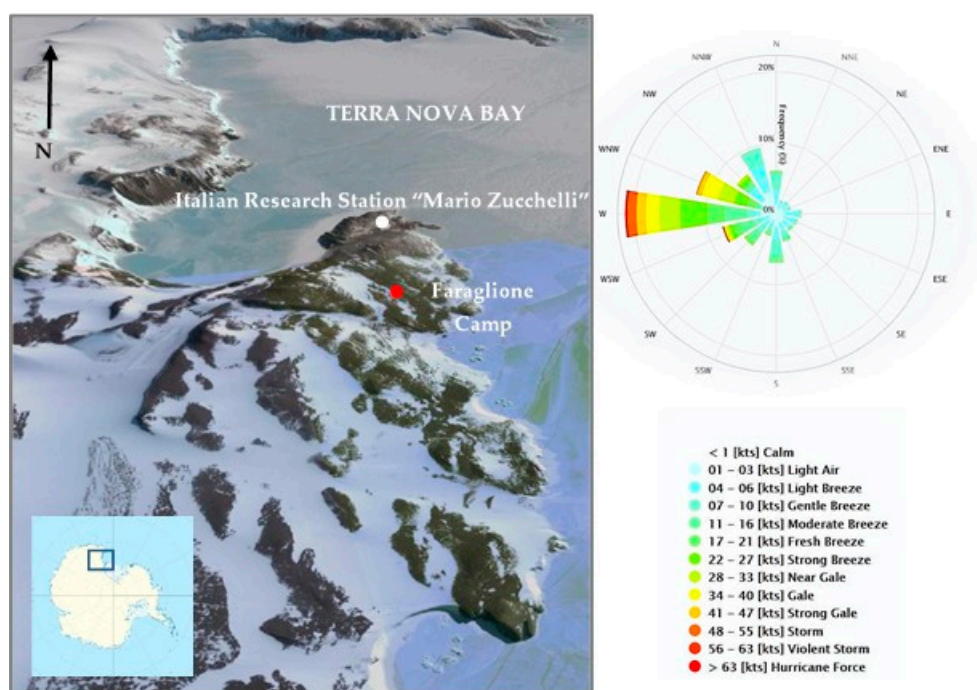 TERRA NOVA BAY
N
Italian Research Station “Mario Zucchelli”
Faraglione
Camp
N
NNE
NE
ENE
E
ESE
SE
SSE
S
SSW
SW
WSW
W
WNW
NW
NNW
20%
10%
0%
Frequency (%)
< 1 [kts] Calm
01 – 03 [kts] Light Air
04 – 06 [kts] Light Breeze
07 – 10 [kts] Gentle Breeze
11 – 16 [kts] Moderate Breeze
17 – 21 [kts] Fresh Breeze
22 – 27 [kts] Strong Breeze
28 – 33 [kts] Near Gale
34 – 40 [kts] Gale
41 – 47 [kts] Strong Gale
48 – 55 [kts] Storm
56 – 63 [kts] Violent Storm
> 63 [kts] Hurricane Force